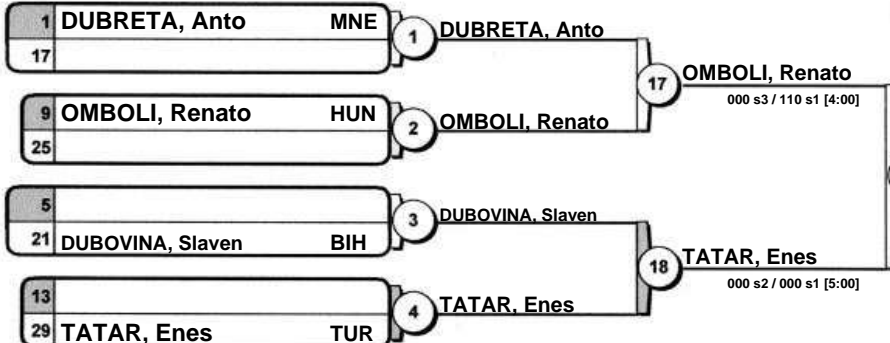 1 DUBRETA, Anto MNE
17
1
DUBRETA, Anto
9 OMBOLI, Renato HUN
25
2
OMBOLI, Renato
17
OMBOLI, Renato
000 s3 / 110 s1 [4:00]
5
21 DUBOVINA, Slaven BIH
3
DUBOVINA, Slaven
13
29 TATAR, Enes TUR
4
TATAR, Enes
18
TATAR, Enes
000 s2 / 000 s1 [5:00]